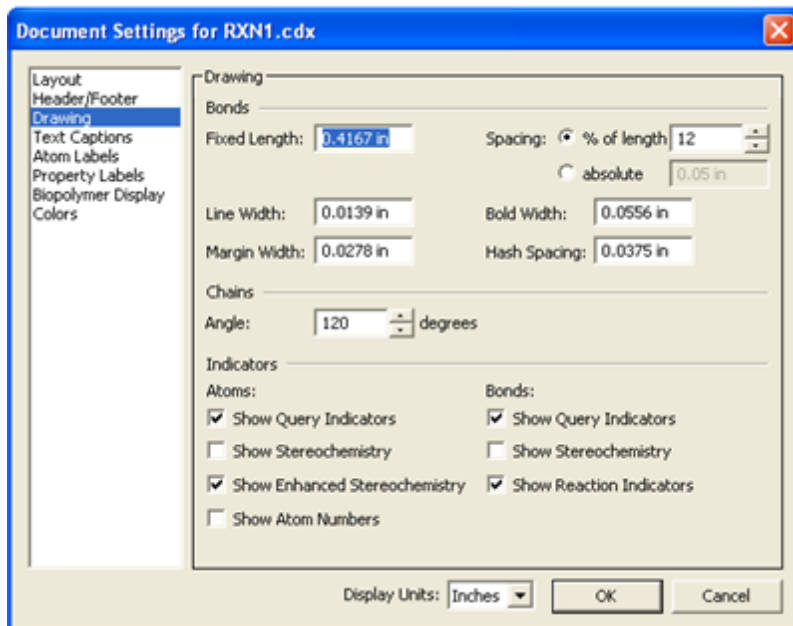 Document Settings for RXN1.cdx
Layout
Header/Footer
Drawing
Text Captions
Atom Labels
Property Labels
Biopolymer Display
Colors
Drawing
Bonds
Fixed Length: 0.4167 in Spacing: % of length 12
absolute 0.05 in
Line Width: 0.0139 in Bold Width: 0.0556 in
Margin Width: 0.0278 in Hash Spacing: 0.0375 in
Chains
Angle: 120 degrees
Indicators
Atoms: Bonds:
Show Query Indicators Show Query Indicators
Show Stereochemistry Show Stereochemistry
Show Enhanced Stereochemistry Show Reaction Indicators
Show Atom Numbers
Display Units: Inches OK Cancel